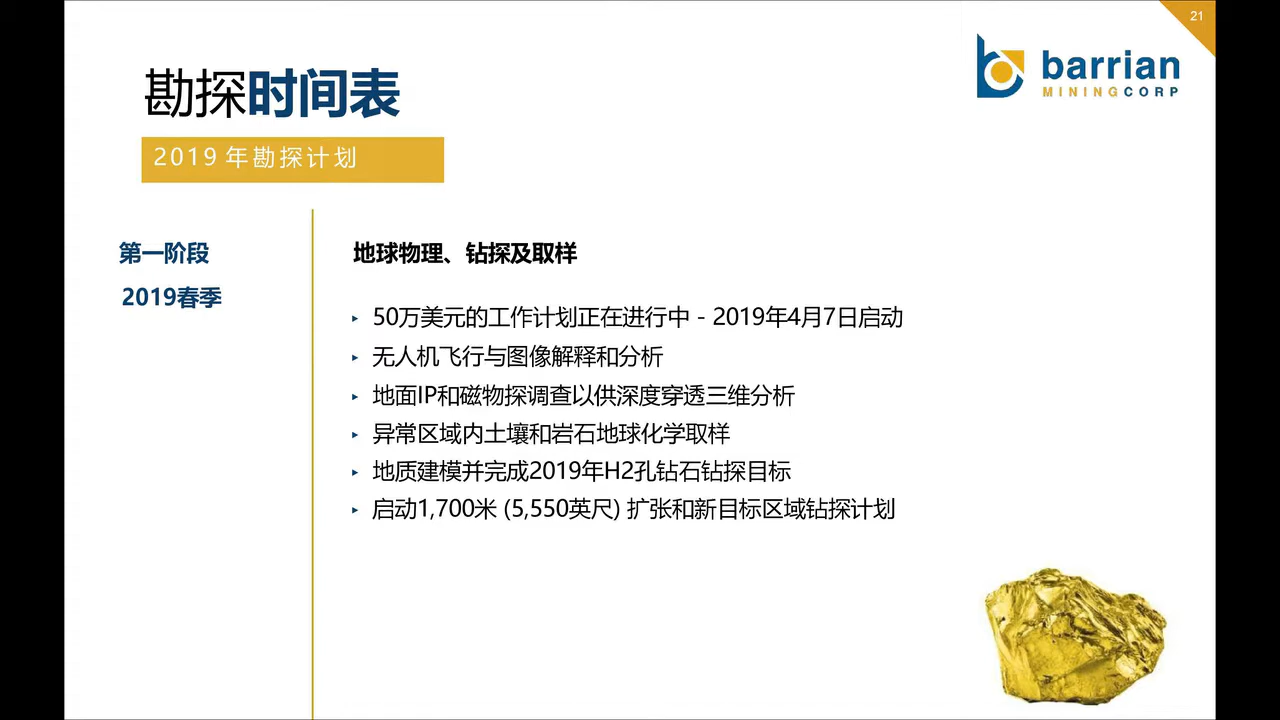 21
barrian
MININGCORP
勘探时间表
2019 年勘探计划
第一阶段
2019春季
地球物理、钻探及取样
‣ 50万美元的工作计划正在进行中 - 2019年4月7日启动
‣ 无人机飞行与图像解释和分析
‣ 地面IP和磁物探调查以供深度穿透三维分析
‣ 异常区域内土壤和岩石地球化学取样
‣ 地质建模并完成2019年H2孔钻石钻探目标
‣ 启动1,700米 (5,550英尺) 扩张和新目标区域钻探计划